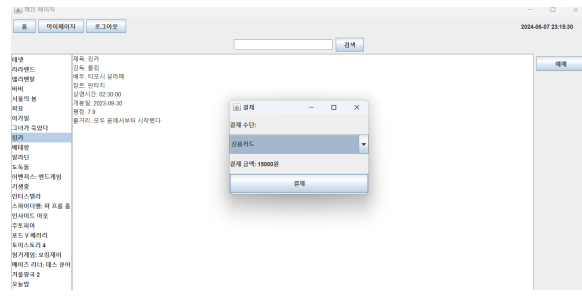 메인 페이지
홈 마이페이지 로그아웃
2024-06-07 23:15:30
검색
예매
테넷
라라랜드
엘리멘탈
바비
서울의 봄
파묘
아가씨
그녀가 죽었다
웡카
베테랑
알라딘
도둑들
어벤져스: 엔드게임
기생충
인터스텔라
스파이더맨: 파 프롬 홈
인사이드 아웃
주토피아
포드 V 페라리
토이스토리 4
헝거게임: 모킹제이
메이즈 러너: 데스 큐어
겨울왕국 2
오늘밤
제목: 웡카
감독: 폴킹
배우: 티모시 샬라메
장르: 판타지
상영시간: 02:30:00
개봉일: 2023-09-30
평점: 7.9
줄거리: 모두 꿈에서부터 시작했다
결제
결제 수단:
신용카드
결제 금액: 15000원
결제